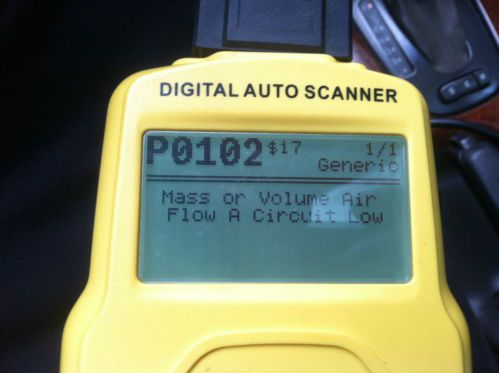 DIGITAL AUTO SCANNER
P0102 $17 1/1
Generic
Mass or Volume Air
Flow A Circuit Low